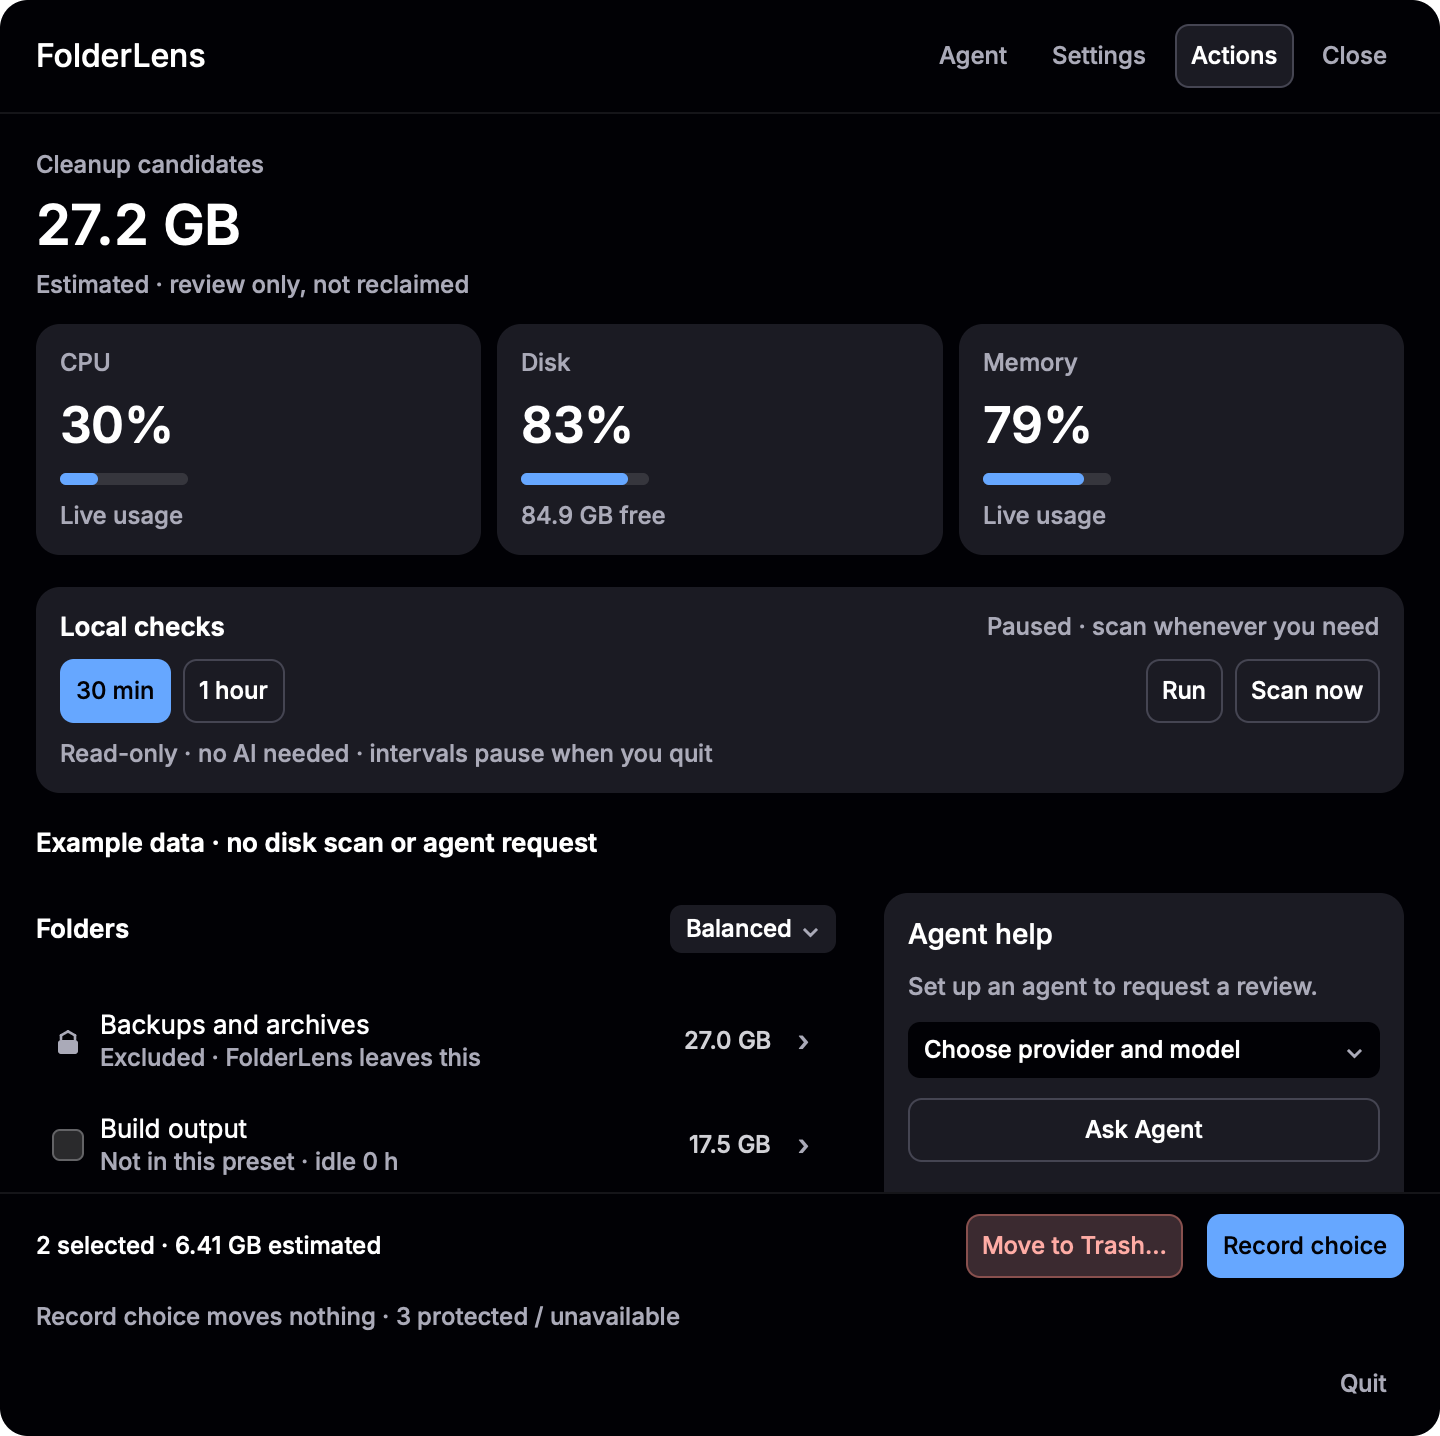 FolderLens
Agent
Settings
Actions
Close
Cleanup candidates
27.2 GB
Estimated · review only, not reclaimed
CPU
30%
Live usage
Disk
83%
84.9 GB free
Memory
79%
Live usage
Local checks
Paused · scan whenever you need
30 min
1 hour
Run
Scan now
Read-only · no AI needed · intervals pause when you quit
Example data · no disk scan or agent request
Folders
Balanced
Backups and archives
Excluded · FolderLens leaves this
27.0 GB
Build output
Not in this preset · idle 0 h
17.5 GB
Agent help
Set up an agent to request a review.
Choose provider and model
Ask Agent
2 selected · 6.41 GB estimated
Move to Trash...
Record choice
Record choice moves nothing · 3 protected / unavailable
Quit